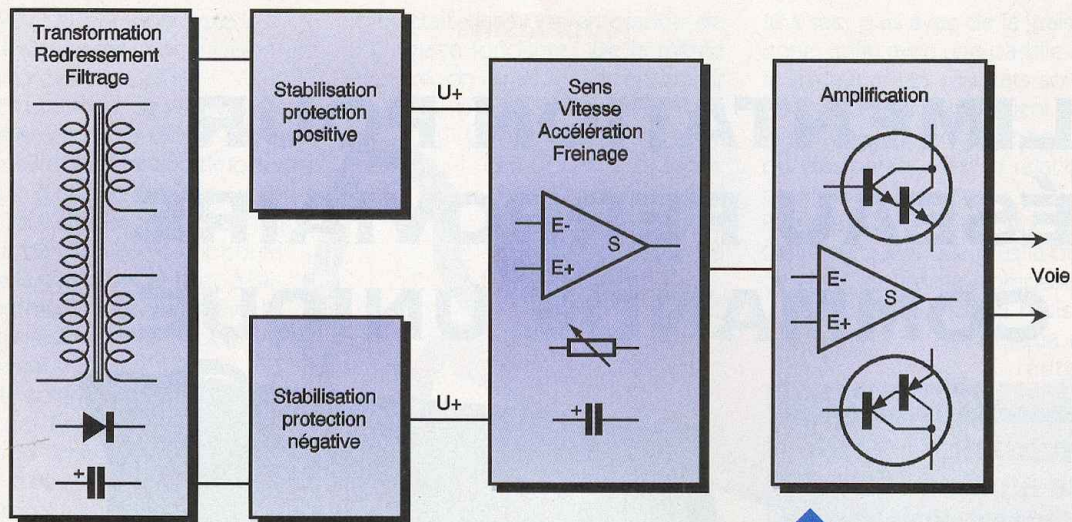 Transformation
Redressement
Filtrage
+
Stabilisation
protection
positive
U+
Stabilisation
protection
négative
U+
Sens
Vitesse
Accélération
Freinage
E-
E+
S
+
Amplification
E-
E+
S
Voie